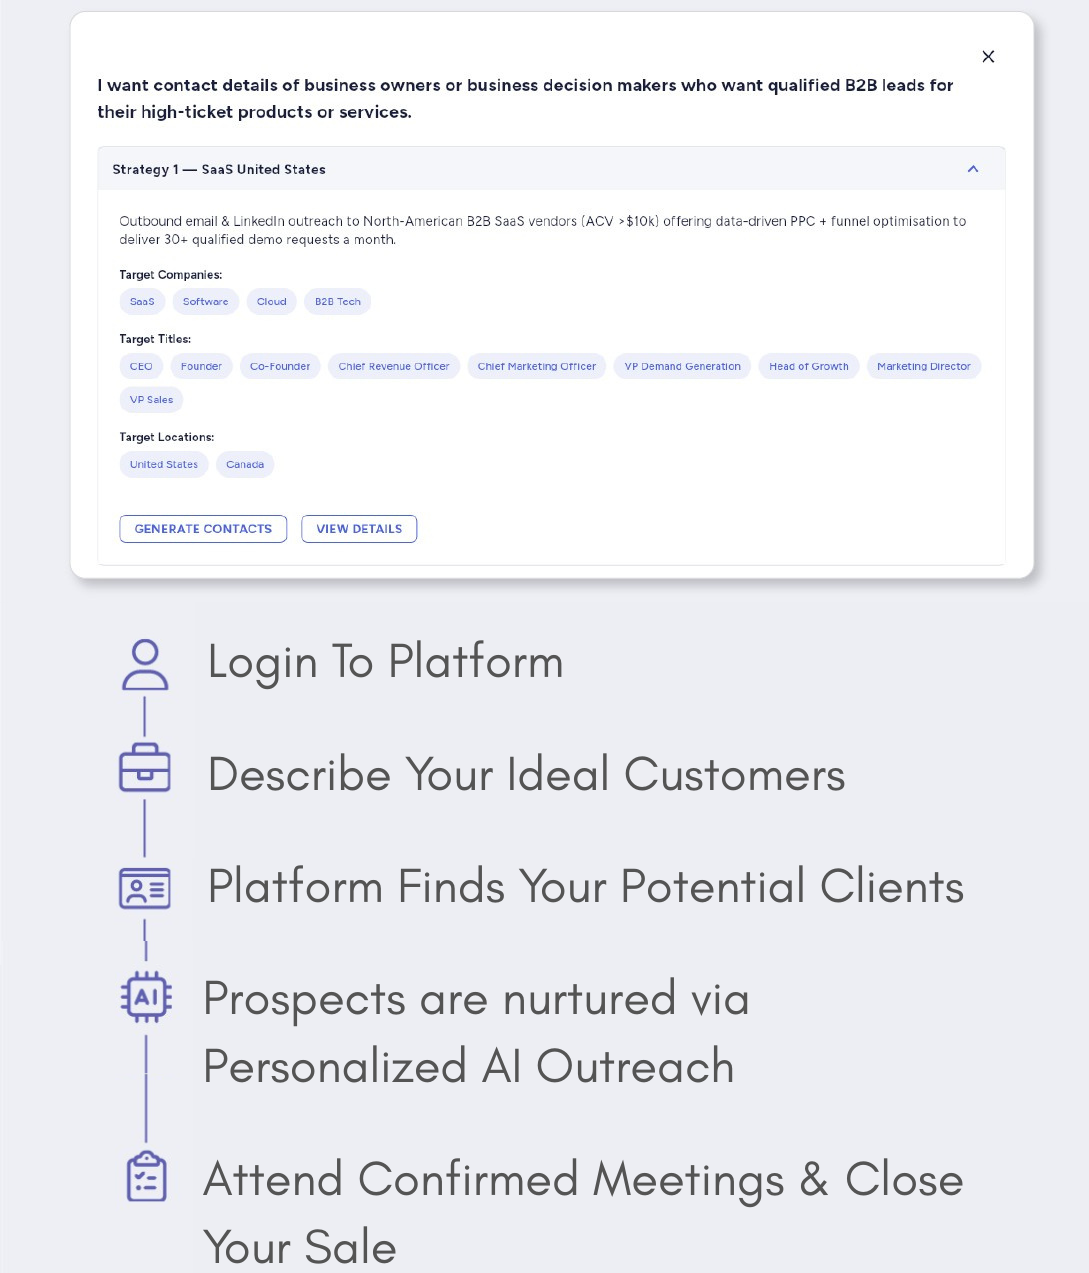 I want contact details of business owners or business decision makers who want qualified B2B leads for
their high-ticket products or services.
Strategy 1 — SaaS United States
Outbound email & LinkedIn outreach to North-American B2B SaaS vendors (ACV >$10k) offering data-driven PPC + funnel optimisation to
deliver 30+ qualified demo requests a month.
Target Companies:
SaaS Software Cloud B2B Tech
Target Titles:
CEO Founder Co-Founder Chief Revenue Officer Chief Marketing Officer VP Demand Generation Head of Growth Marketing Director
VP Sales
Target Locations:
United States Canada
GENERATE CONTACTS VIEW DETAILS
Login To Platform
Describe Your Ideal Customers
Platform Finds Your Potential Clients
AI
Prospects are nurtured via
Personalized AI Outreach
Attend Confirmed Meetings & Close
Your Sale